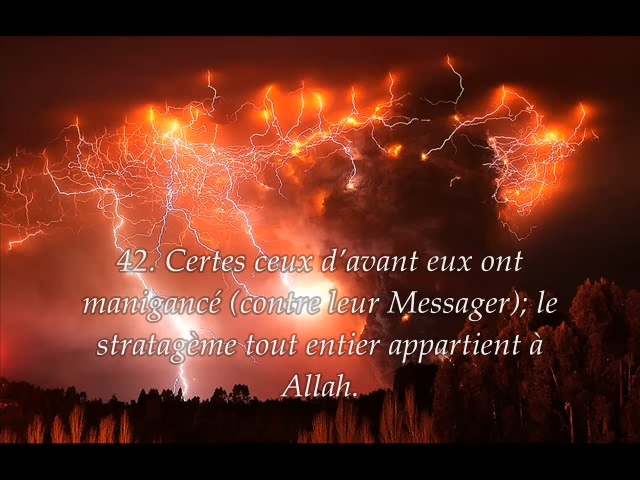 42. Certes ceux d’avant eux ont
manigancé (contre leur Messager); le
stratagème tout entier appartient à
Allah.